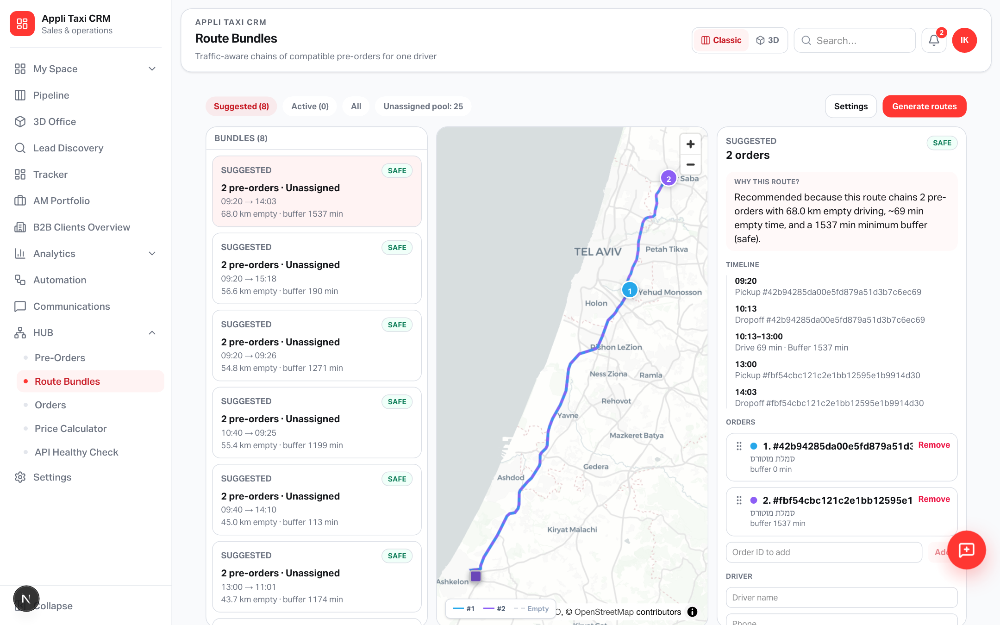 Appli Taxi CRM
Sales & operations
My Space
Pipeline
3D Office
Lead Discovery
Tracker
AM Portfolio
B2B Clients Overview
Analytics
Automation
Communications
HUB
Pre-Orders
Route Bundles
Orders
Price Calculator
API Healthy Check
Settings
N
Collapse
APPLI TAXI CRM
Route Bundles
Traffic-aware chains of compatible pre-orders for one driver
Classic
3D
Search...
2
IK
Suggested (8)
Active (0)
All
Unassigned pool: 25
Settings
Generate routes
BUNDLES (8)
SUGGESTED
SAFE
2 pre-orders · Unassigned
09:20 → 14:03
68.0 km empty · buffer 1537 min
SUGGESTED
SAFE
2 pre-orders · Unassigned
09:20 → 15:18
56.6 km empty · buffer 190 min
SUGGESTED
SAFE
2 pre-orders · Unassigned
09:20 → 09:26
54.8 km empty · buffer 1271 min
SUGGESTED
SAFE
2 pre-orders · Unassigned
10:40 → 09:25
55.4 km empty · buffer 1199 min
SUGGESTED
SAFE
2 pre-orders · Unassigned
09:40 → 14:10
45.0 km empty · buffer 113 min
SUGGESTED
SAFE
2 pre-orders · Unassigned
13:00 → 11:01
43.7 km empty · buffer 1174 min
+
−
2
Saba
TEL AVIV
Petah Tikva
1
Yehud Monosson
Holon
Rishon LeZion
Ness Ziona
Ramla
Rehovot
Yavne
Mazkeret Batya
Gedera
Ashdod
Kiryat Malachi
Ashkelon
#1
#2
Empty
O, © OpenStreetMap contributors
SUGGESTED
SAFE
2 orders
WHY THIS ROUTE?
Recommended because this route chains 2 pre-
orders with 68.0 km empty driving, ~69 min
empty time, and a 1537 min minimum buffer
(safe).
TIMELINE
09:20
Pickup #42b94285da00e5fd879a51d3b7c6ec69
10:13
Dropoff #42b94285da00e5fd879a51d3b7c6ec69
10:13–13:00
Drive 69 min · Buffer 1537 min
13:00
Pickup #fbf54cbc121c2e1bb12595e1b9914d30
14:03
Dropoff #fbf54cbc121c2e1bb12595e1b9914d30
ORDERS
1. #42b94285da00e5fd879a51d3
Remove
סמלת מוטורס
buffer 0 min
2. #fbf54cbc121c2e1bb12595e1
Remove
סמלת מוטורס
buffer 1537 min
Order ID to add
Add
DRIVER
Driver name
Phone